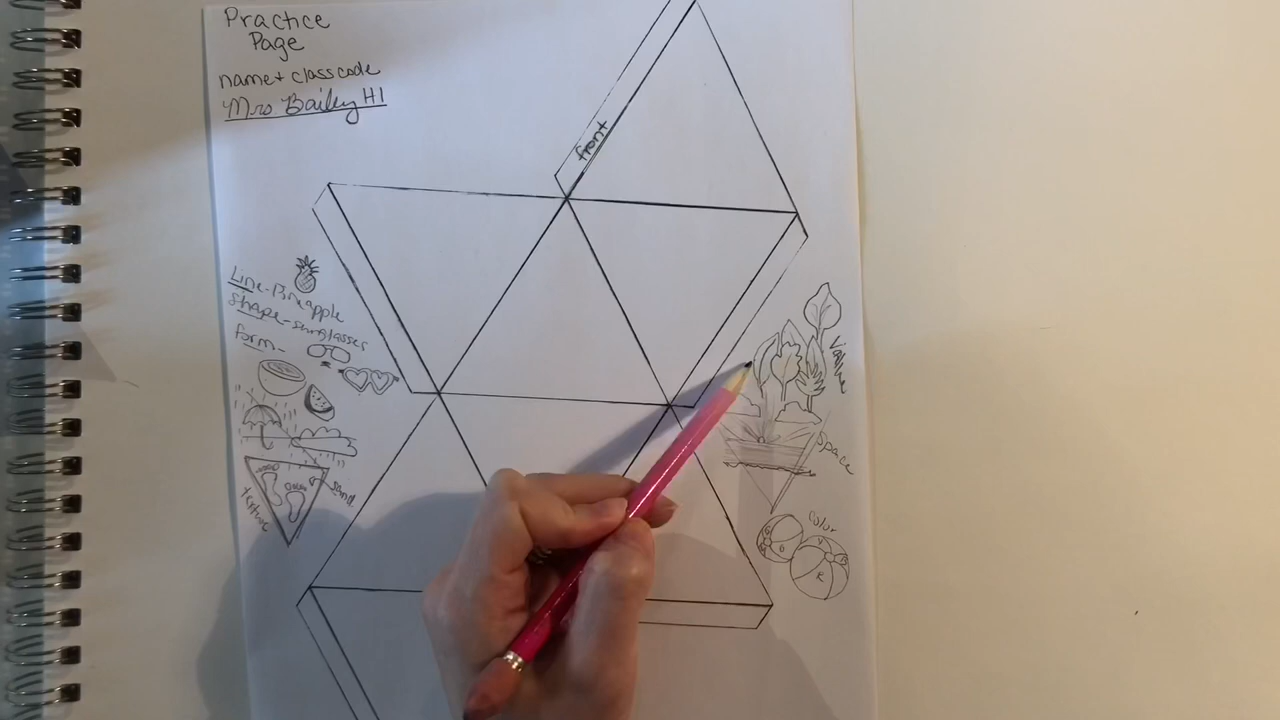 Practice
Page
name + class code
Mrs Bailey H1
front
Line - Pineapple
Shape - sunglasses
Form -
texture
sand
Value
Space
Color
R